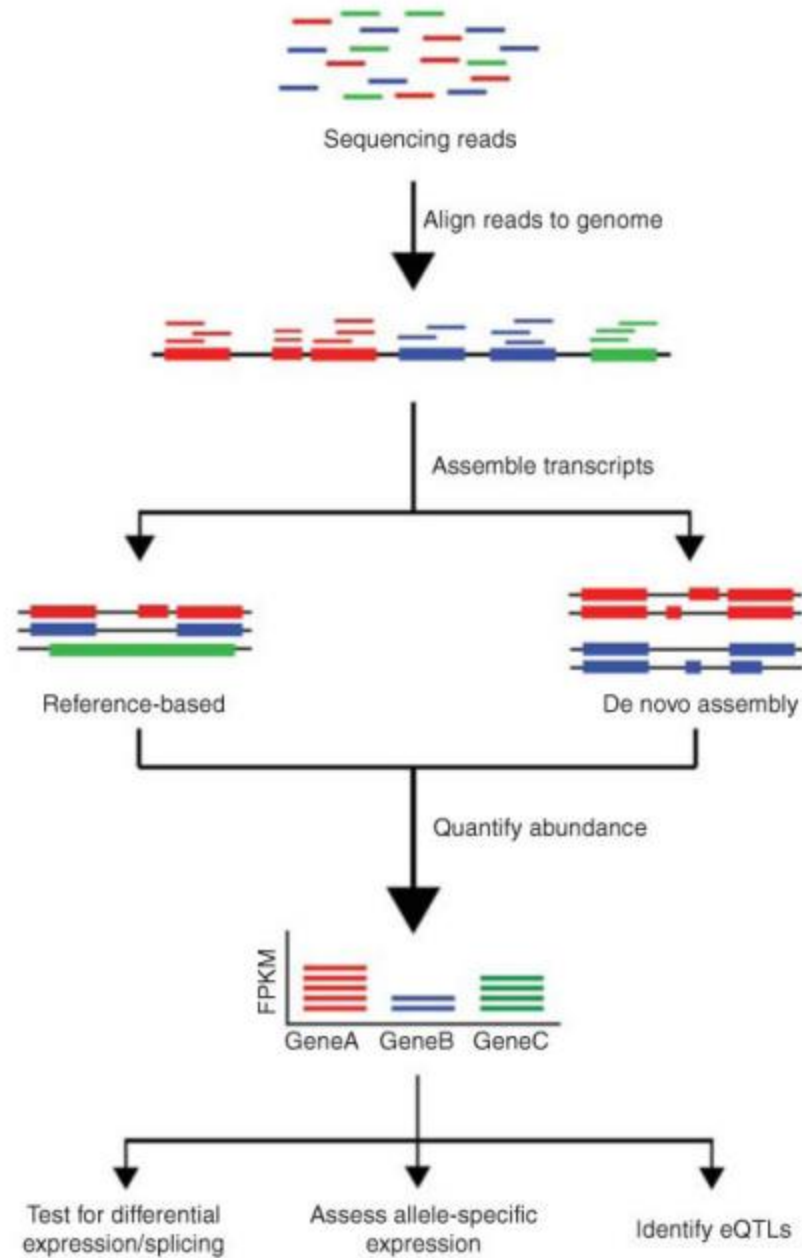 Sequencing reads
Align reads to genome
Assemble transcripts
Reference-based
De novo assembly
Quantify abundance
FPKM
GeneA GeneB GeneC
Test for differential
expression/splicing
Assess allele-specific
expression
Identify eQTLs